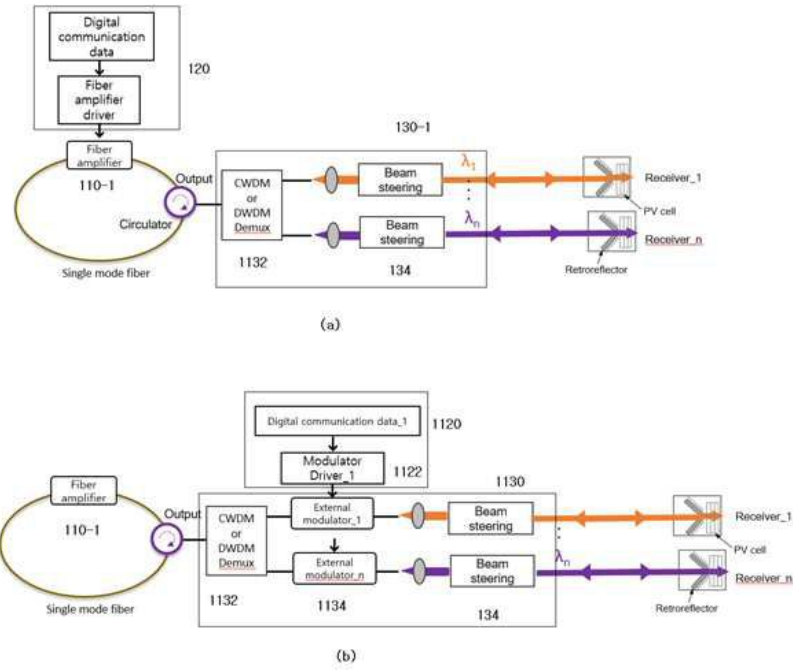 Digital
communication
data
120
Fiber
amplifier
driver
Fiber
amplifier
110-1
Output
Circulator
Single mode fiber
130-1
CWDM
or
DWDM
Demux
1132
Beam
steering
λ1
Beam
steering
λn
134
Receiver_1
PV cell
Receiver_n
Retroreflector
(a)
Digital communication data_1
1120
Modulator
Driver_1
1122
1130
Fiber
amplifier
110-1
Output
Single mode fiber
CWDM
or
DWDM
Demux
1132
External
modulator_1
External
modulator_n
1134
Beam
steering
Beam
steering
λn
134
Receiver_1
PV cell
Receiver_n
Retroreflector
(b)